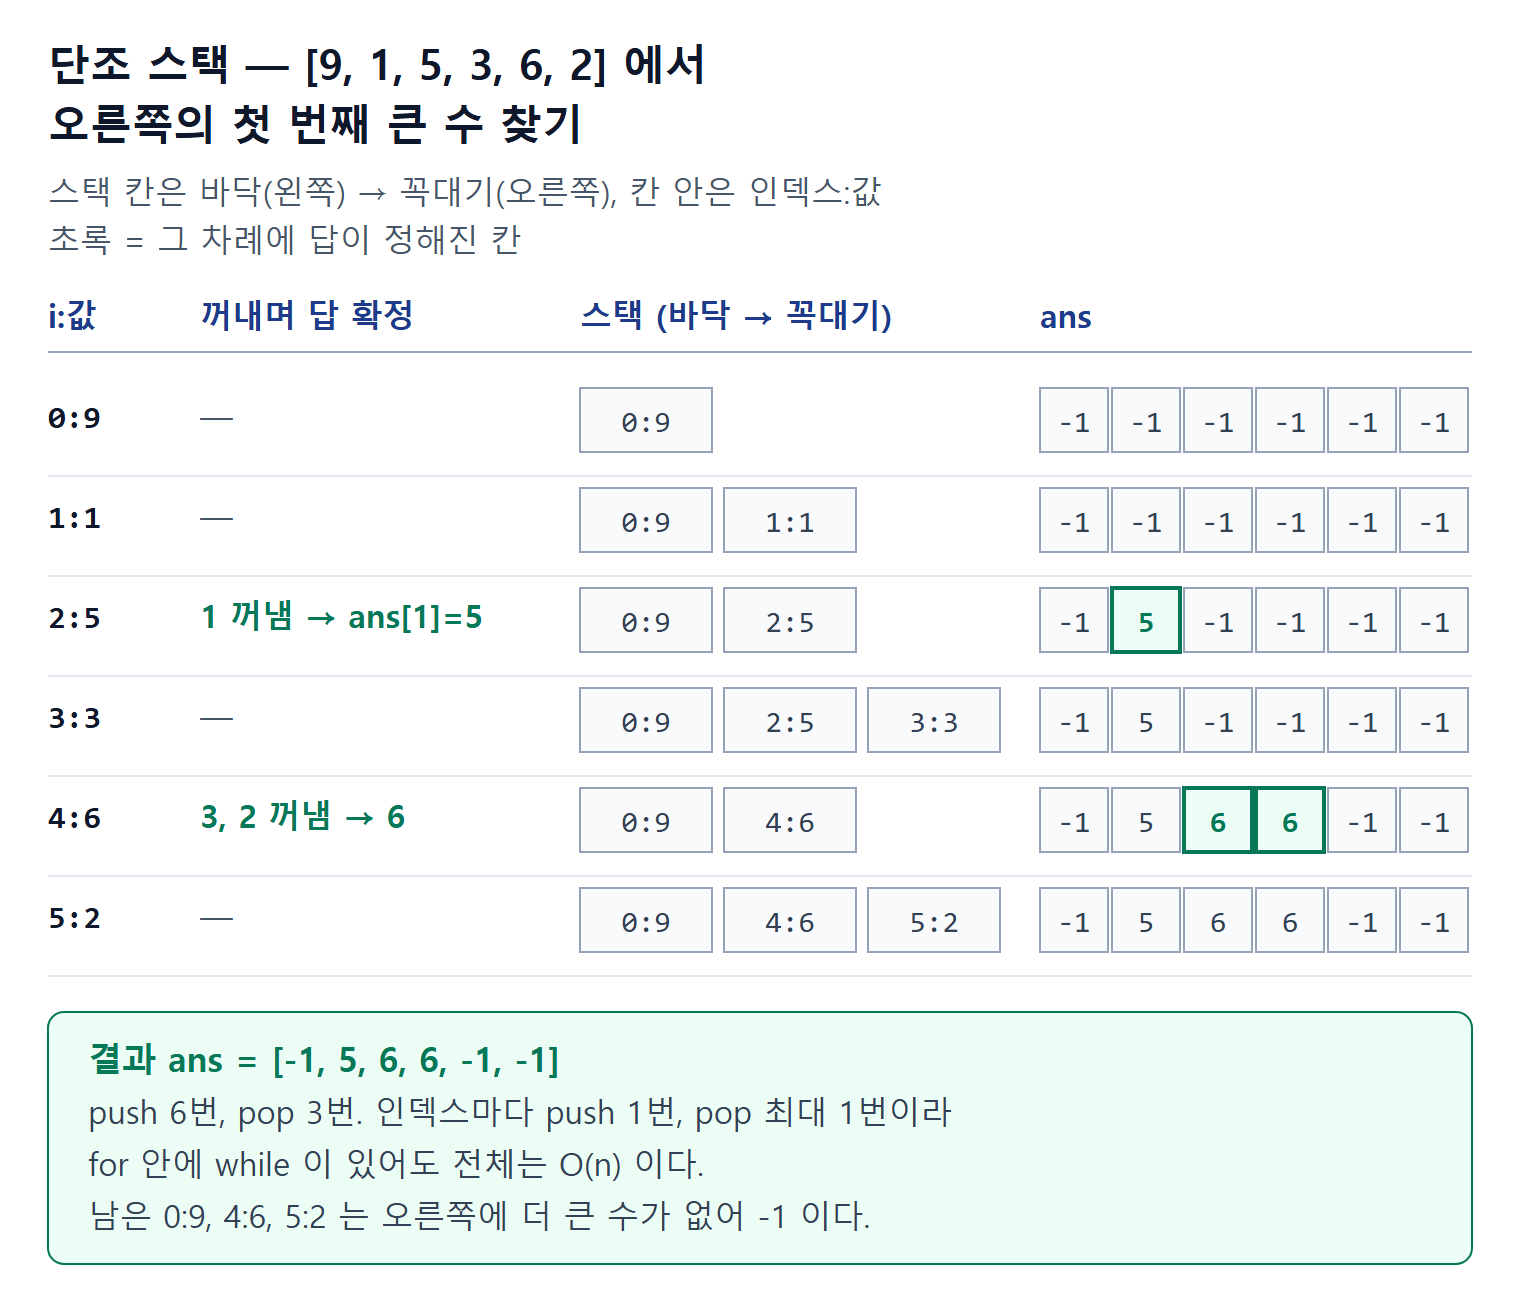 단조 스택 — [9, 1, 5, 3, 6, 2] 에서
오른쪽의 첫 번째 큰 수 찾기
스택 칸은 바닥(왼쪽) → 꼭대기(오른쪽), 칸 안은 인덱스:값
초록 = 그 차례에 답이 정해진 칸
i:값 꺼내며 답 확정 스택 (바닥 → 꼭대기) ans
0:9 — 0:9 -1 -1 -1 -1 -1 -1
1:1 — 0:9 1:1 -1 -1 -1 -1 -1 -1
2:5 1 꺼냄 → ans[1]=5 0:9 2:5 -1 5 -1 -1 -1 -1
3:3 — 0:9 2:5 3:3 -1 5 -1 -1 -1 -1
4:6 3, 2 꺼냄 → 6 0:9 4:6 -1 5 6 6 -1 -1
5:2 — 0:9 4:6 5:2 -1 5 6 6 -1 -1
결과 ans = [-1, 5, 6, 6, -1, -1]
push 6번, pop 3번. 인덱스마다 push 1번, pop 최대 1번이라
for 안에 while 이 있어도 전체는 O(n) 이다.
남은 0:9, 4:6, 5:2 는 오른쪽에 더 큰 수가 없어 -1 이다.